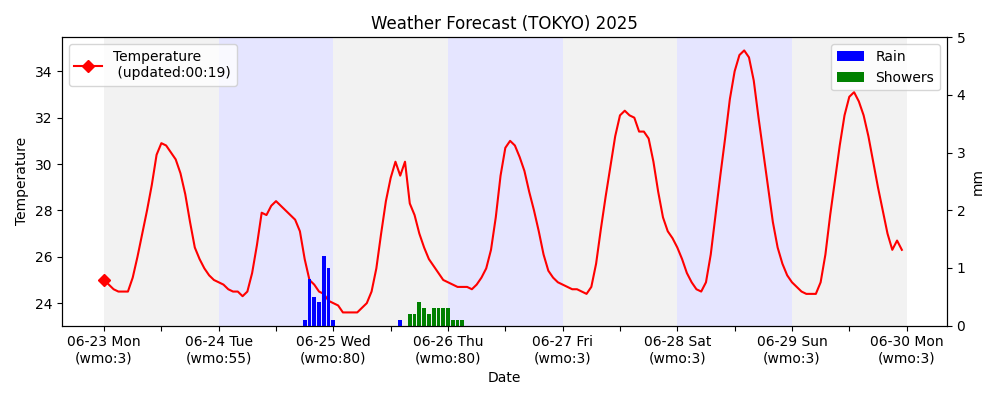 Weather Forecast (TOKYO) 2025
Temperature
(updated:00:19)
Rain
Showers
34
32
30
28
26
24
Temperature
5
4
3
2
1
0
mm
06-23 Mon
(wmo:3)
06-24 Tue
(wmo:55)
06-25 Wed
(wmo:80)
06-26 Thu
(wmo:80)
06-27 Fri
(wmo:3)
06-28 Sat
(wmo:3)
06-29 Sun
(wmo:3)
06-30 Mon
(wmo:3)
Date